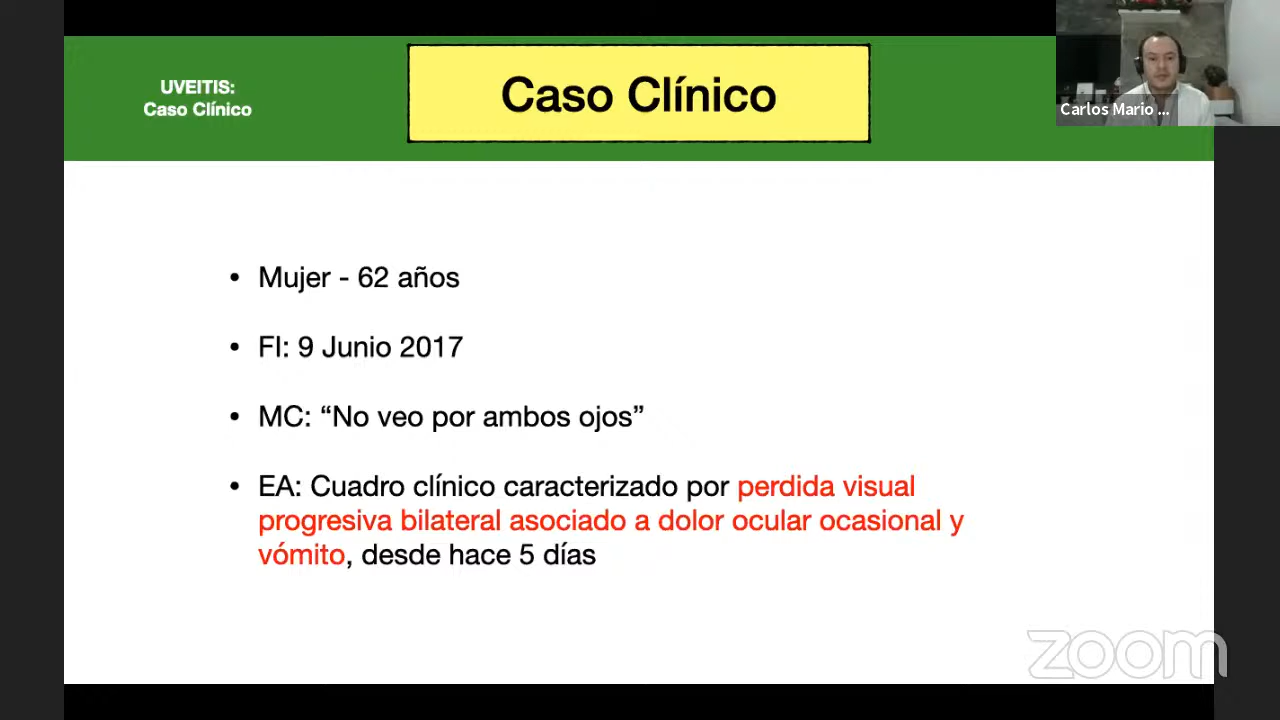 UVEITIS:
Caso Clínico
Caso Clínico
Carlos Mario ...
• Mujer - 62 años
• FI: 9 Junio 2017
• MC: “No veo por ambos ojos”
• EA: Cuadro clínico caracterizado por perdida visual
progresiva bilateral asociado a dolor ocular ocasional y
vómito, desde hace 5 días
zoom